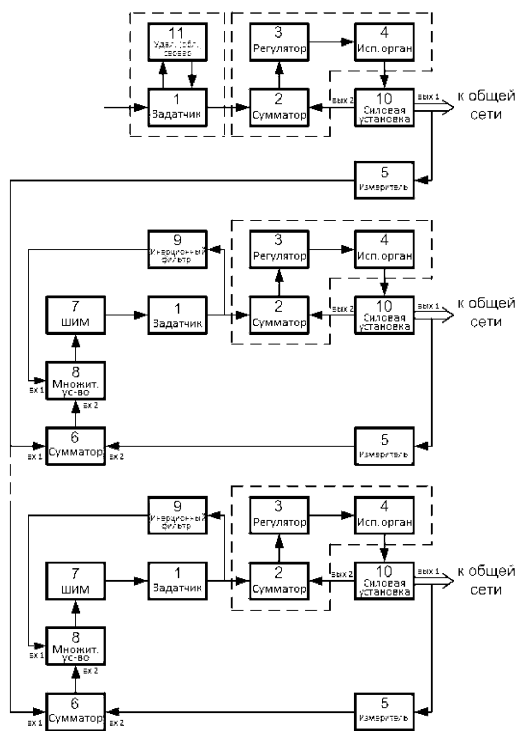 11
Удал. /обл.
сервер
3
Регулятор
4
Исп. орган
1
Задатчик
2
Сумматор
вых 2
10
Силовая
установка
вых 1
к общей
сети
5
Измеритель
9
Инерционный
фильтр
3
Регулятор
4
Исп. орган
7
ШИМ
1
Задатчик
2
Сумматор
вых 2
10
Силовая
установка
вых 1
к общей
сети
8
Множит.
ус-во
вх 1
вх 2
6
Сумматор
вх 1
вх 2
5
Измеритель
9
Инерционный
фильтр
3
Регулятор
4
Исп. орган
7
ШИМ
1
Задатчик
2
Сумматор
вых 2
10
Силовая
установка
вых 1
к общей
сети
8
Множит.
ус-во
вх 1
вх 2
6
Сумматор
вх 1
вх 2
5
Измеритель